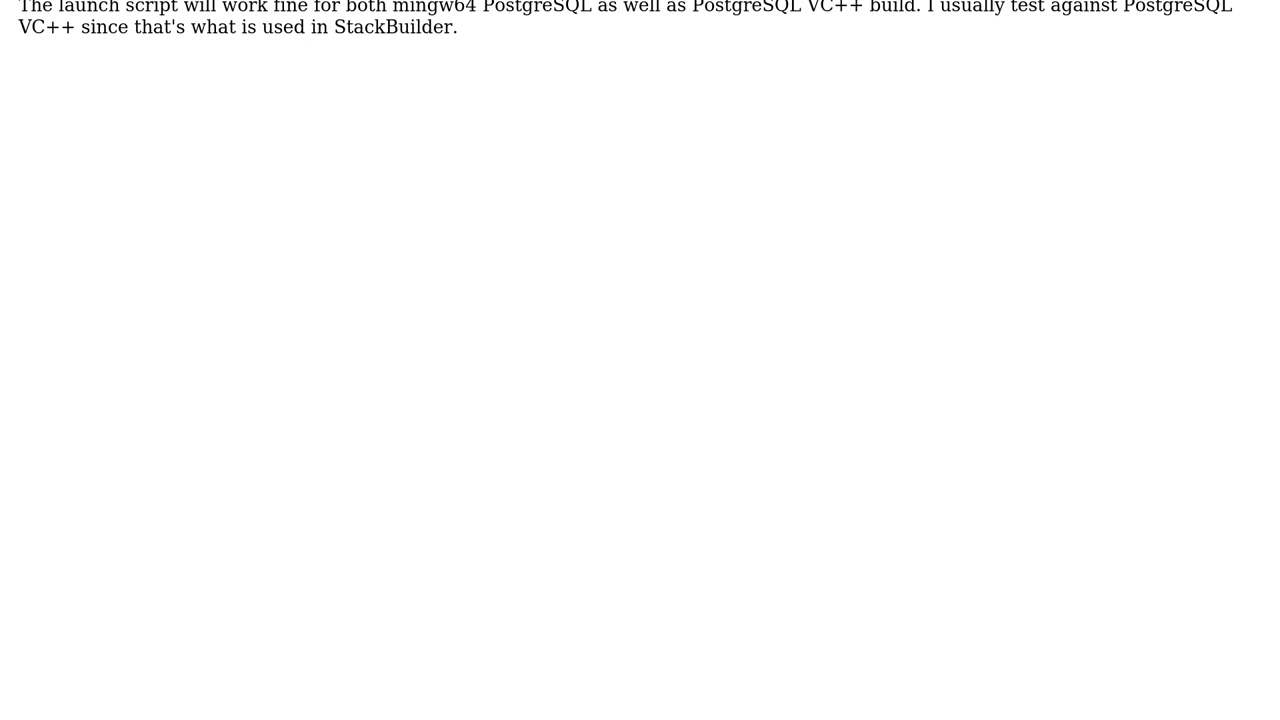 The launch script will work fine for both mingw64 PostgreSQL as well as PostgreSQL VC++ build. I usually test against PostgreSQL
VC++ since that's what is used in StackBuilder.